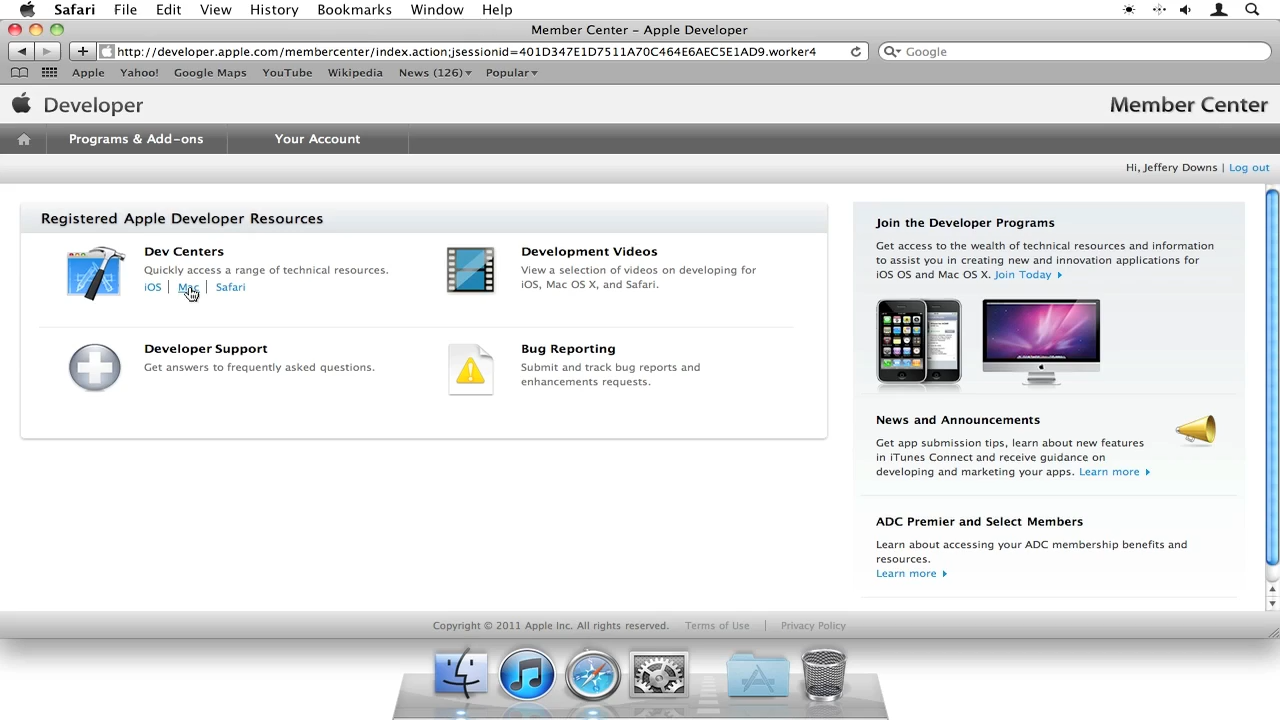 Safari File Edit View History Bookmarks Window Help
Member Center – Apple Developer
http://developer.apple.com/membercenter/index.action;jsessionid=401D347E1D7511A70C464E6AEC5E1AD9.worker4
Google
Apple Yahoo! Google Maps YouTube Wikipedia News (126) Popular
Developer
Member Center
Programs & Add-ons Your Account
Hi, Jeffery Downs | Log out
Registered Apple Developer Resources
Dev Centers
Quickly access a range of technical resources.
iOS | Mac | Safari
Development Videos
View a selection of videos on developing for
iOS, Mac OS X, and Safari.
Developer Support
Get answers to frequently asked questions.
Bug Reporting
Submit and track bug reports and
enhancements requests.
Join the Developer Programs
Get access to the wealth of technical resources and information
to assist you in creating new and innovation applications for
iOS OS and Mac OS X. Join Today
News and Announcements
Get app submission tips, learn about new features
in iTunes Connect and receive guidance on
developing and marketing your apps. Learn more
ADC Premier and Select Members
Learn about accessing your ADC membership benefits and
resources.
Learn more
Copyright © 2011 Apple Inc. All rights reserved. Terms of Use | Privacy Policy